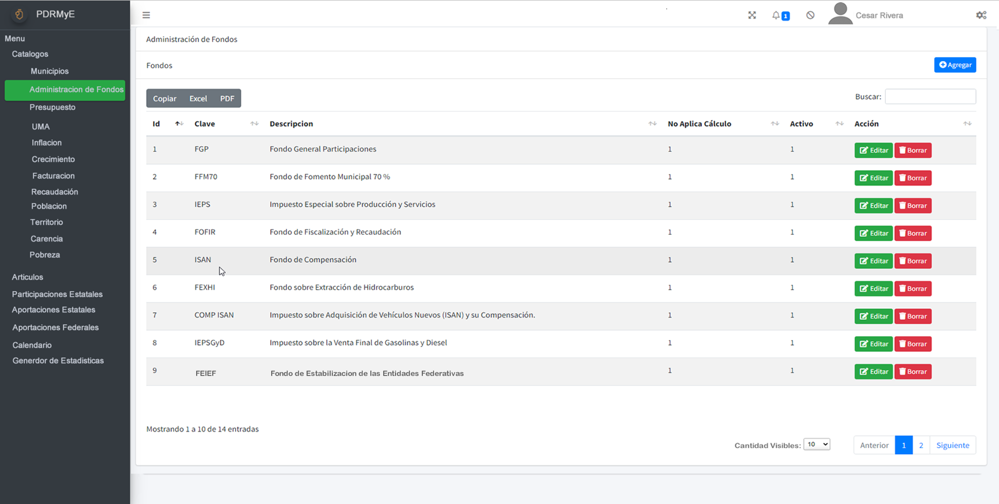 PDRMyE
1
Cesar Rivera
Menu
Catalogos
Municipios
Administracion de Fondos
Presupuesto
UMA
Inflacion
Crecimiento
Facturacion
Recaudación
Poblacion
Territorio
Carencia
Pobreza
Articulos
Participaciones Estatales
Aportaciones Estatales
Aportaciones Federales
Calendario
Generdor de Estadisticas
Administración de Fondos
Fondos
Agregar
Copiar Excel PDF
Buscar:
Id Clave Descripcion No Aplica Cálculo Activo Acción
1 FGP Fondo General Participaciones 1 1 Editar Borrar
2 FFM70 Fondo de Fomento Municipal 70 % 1 1 Editar Borrar
3 IEPS Impuesto Especial sobre Producción y Servicios 1 1 Editar Borrar
4 FOFIR Fondo de Fiscalización y Recaudación 1 1 Editar Borrar
5 ISAN Fondo de Compensación 1 1 Editar Borrar
6 FEXHI Fondo sobre Extracción de Hidrocarburos 1 1 Editar Borrar
7 COMP ISAN Impuesto sobre Adquisición de Vehículos Nuevos (ISAN) y su Compensación. 1 1 Editar Borrar
8 IEPSGyD Impuesto sobre la Venta Final de Gasolinas y Diesel 1 1 Editar Borrar
9 FEIEF Fondo de Estabilizacion de las Entidades Federativas 1 1 Editar Borrar
Mostrando 1 a 10 de 14 entradas
Cantidad Visibles: 10
Anterior 1 2 Siguiente